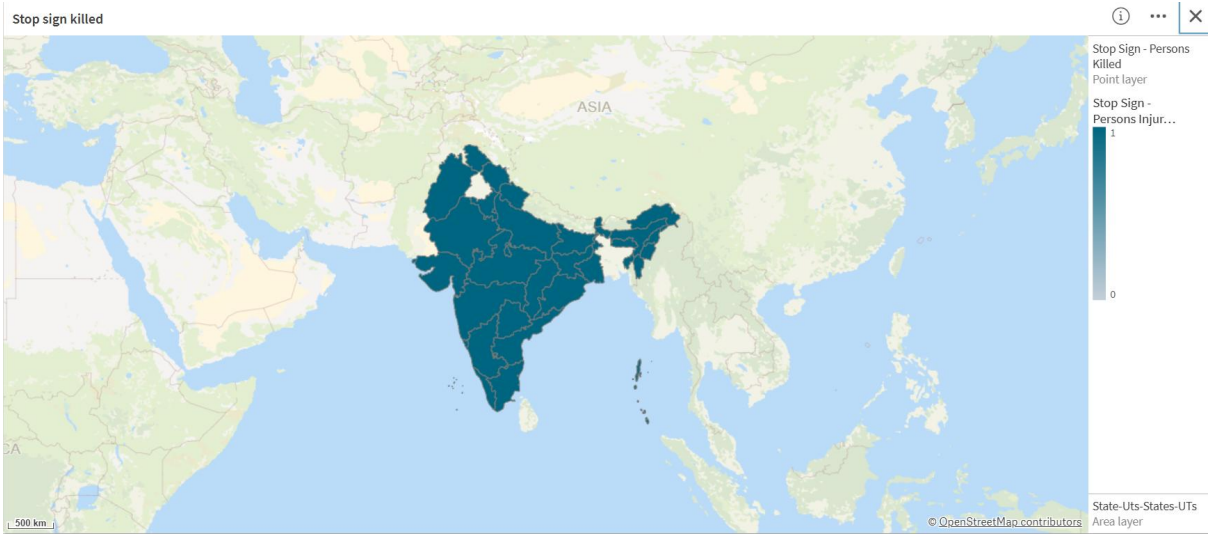 Stop sign killed
Stop Sign - Persons
Killed
Point layer
Stop Sign -
Persons Injur…
1
0
ASIA
CA
500 km
© OpenStreetMap contributors
State-Uts-States-UTs
Area layer